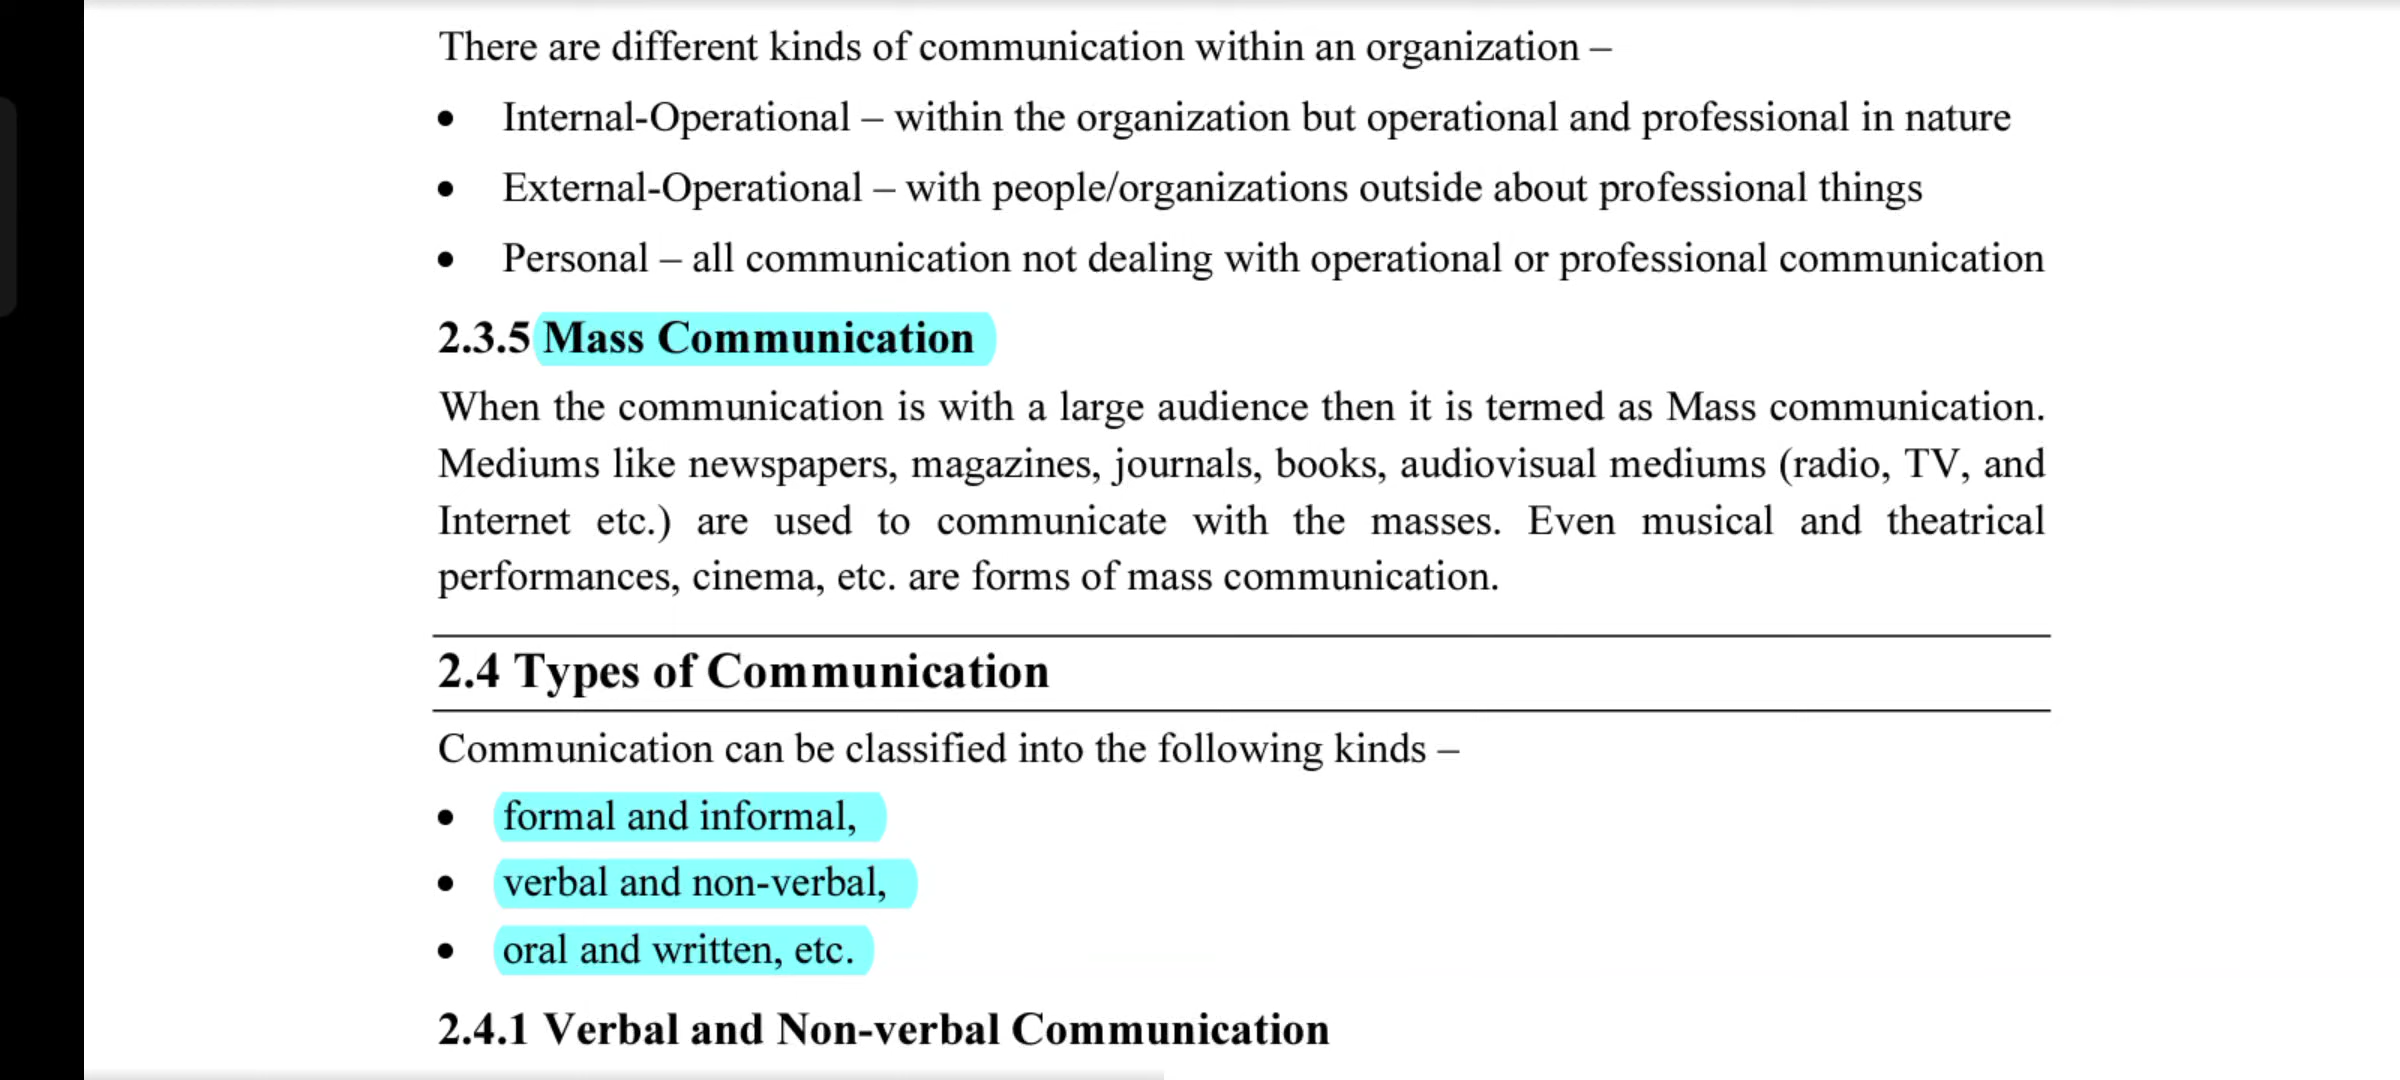 There are different kinds of communication within an organization –
• Internal-Operational – within the organization but operational and professional in nature
• External-Operational – with people/organizations outside about professional things
• Personal – all communication not dealing with operational or professional communication
2.3.5 Mass Communication
When the communication is with a large audience then it is termed as Mass communication.
Mediums like newspapers, magazines, journals, books, audiovisual mediums (radio, TV, and
Internet etc.) are used to communicate with the masses. Even musical and theatrical
performances, cinema, etc. are forms of mass communication.
2.4 Types of Communication
Communication can be classified into the following kinds –
• formal and informal,
• verbal and non-verbal,
• oral and written, etc.
2.4.1 Verbal and Non-verbal Communication